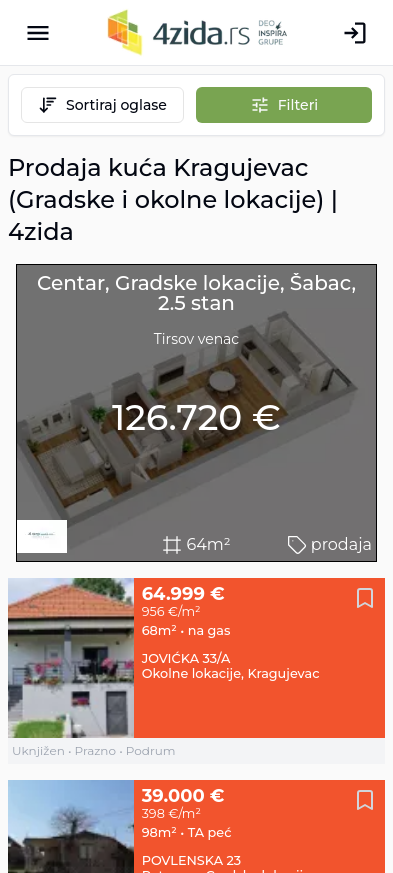 4zida.rs
DEO
INSPIRA
GRUPE
Sortiraj oglase
Filteri
Prodaja kuća Kragujevac
(Gradske i okolne lokacije) |
4zida
Centar, Gradske lokacije, Šabac,
2.5 stan
Tirsov venac
126.720 €
64m²
prodaja
64.999 €
956 €/m²
68m² • na gas
JOVIĆKA 33/A
Okolne lokacije, Kragujevac
Uknjižen • Prazno • Podrum
39.000 €
398 €/m²
98m² • TA peć
POVLENSKA 23